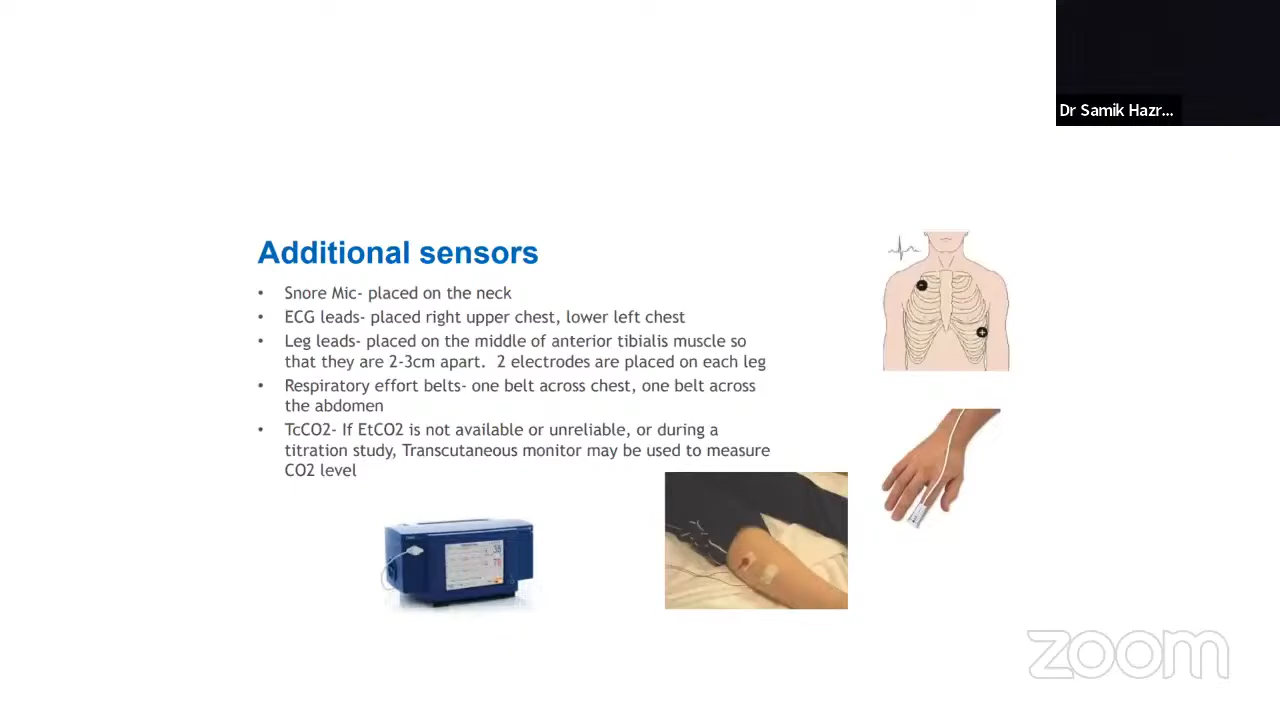 Dr Samik Hazr...
Additional sensors
• Snore Mic- placed on the neck
• ECG leads- placed right upper chest, lower left chest
• Leg leads- placed on the middle of anterior tibialis muscle so
that they are 2-3cm apart.  2 electrodes are placed on each leg
• Respiratory effort belts- one belt across chest, one belt across
the abdomen
• TcCO2- If EtCO2 is not available or unreliable, or during a
titration study, Transcutaneous monitor may be used to measure
CO2 level
zoom